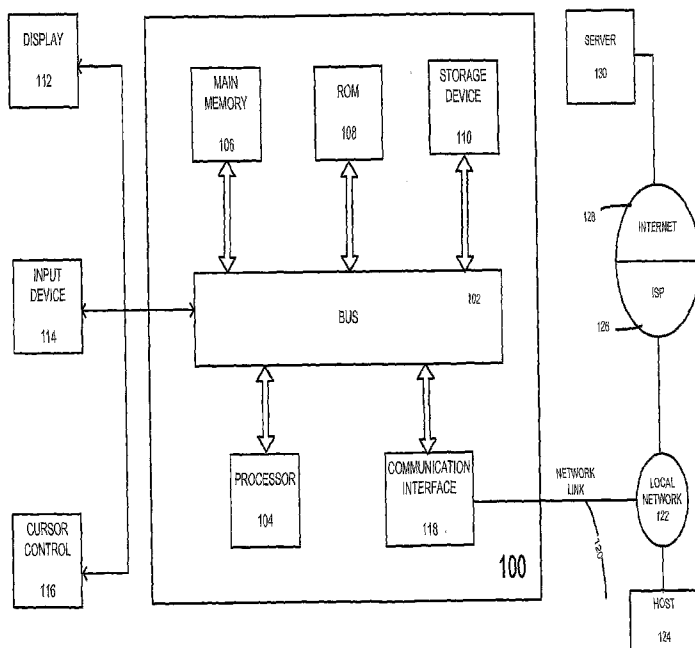 DISPLAY
112
INPUT
DEVICE
114
CURSOR
CONTROL
116
MAIN
MEMORY
106
ROM
108
STORAGE
DEVICE
110
BUS
102
PROCESSOR
104
COMMUNICATION
INTERFACE
118
100
SERVER
130
128
INTERNET
ISP
126
NETWORK
LINK
120
LOCAL
NETWORK
122
HOST
124